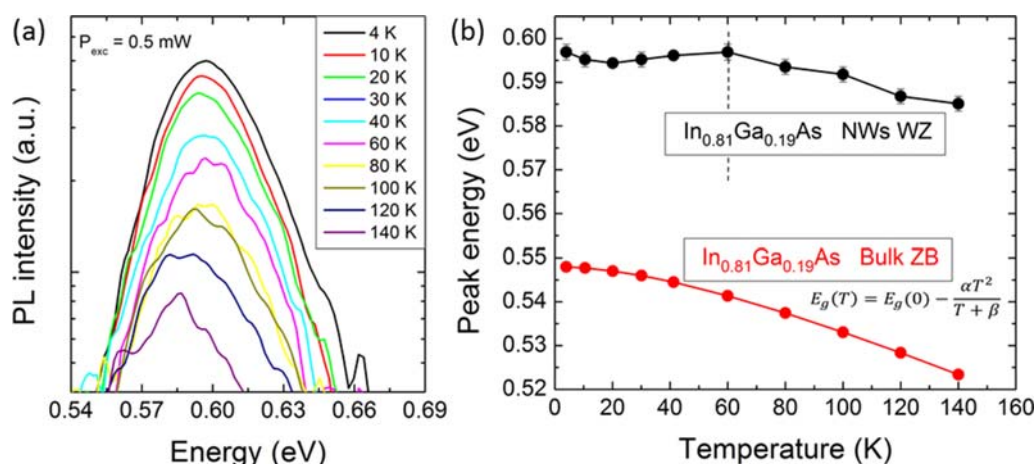 (a)
P_exc = 0.5 mW
4 K
10 K
20 K
30 K
40 K
60 K
80 K
100 K
120 K
140 K
PL intensity (a.u.)
0.54 0.57 0.60 0.63 0.66 0.69
Energy (eV)
(b)
0.60
0.59
0.58
0.57
0.56
0.55
0.54
0.53
0.52
Peak energy (eV)
In₀.₈₁Ga₀.₁₉As NWs WZ
In₀.₈₁Ga₀.₁₉As Bulk ZB
E_g(T) = E_g(0) − αT²/(T + β)
0 20 40 60 80 100 120 140 160
Temperature (K)